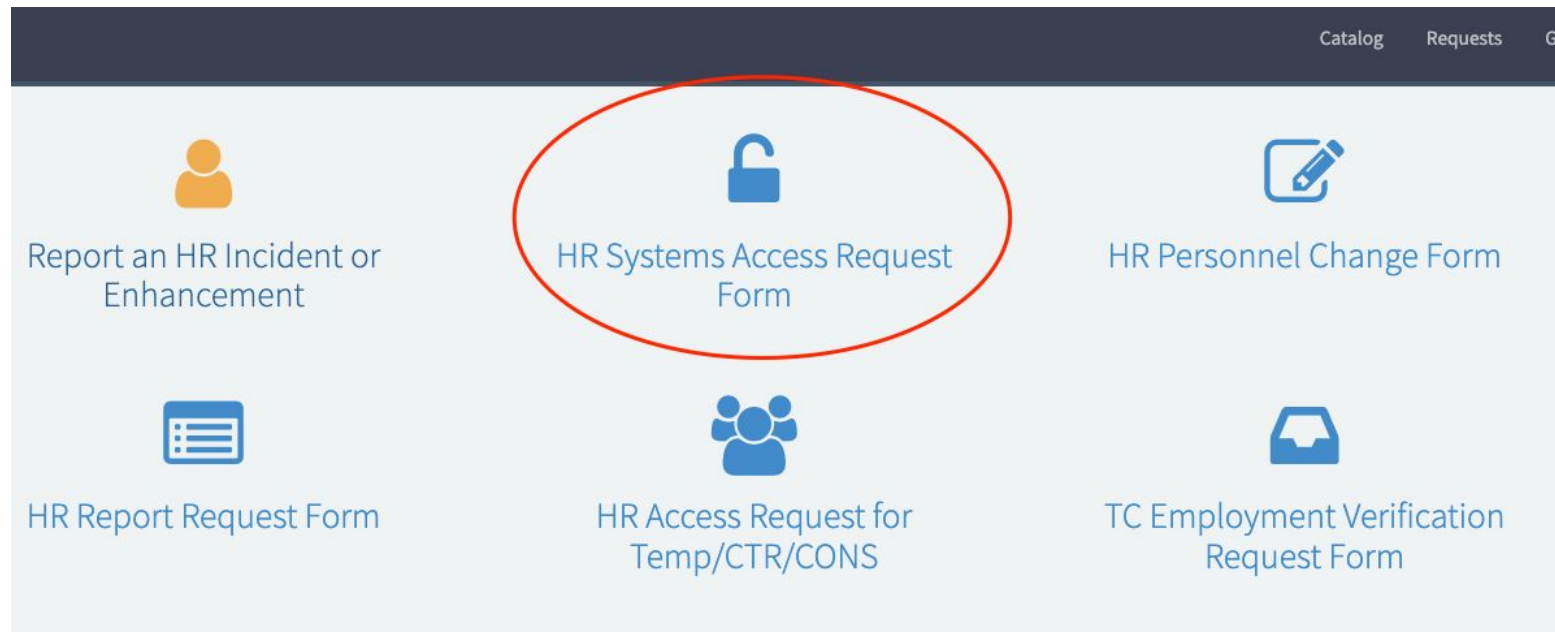 Catalog Requests G
Report an HR Incident or
Enhancement
HR Systems Access Request
Form
HR Personnel Change Form
HR Report Request Form
HR Access Request for
Temp/CTR/CONS
TC Employment Verification
Request Form